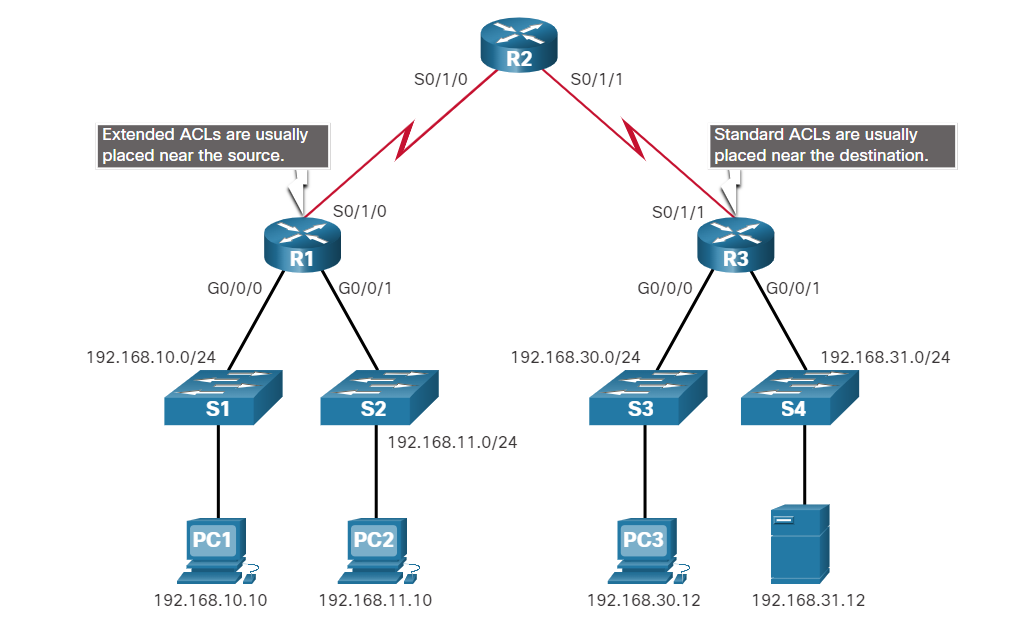 R2
S0/1/0
S0/1/1
Extended ACLs are usually
placed near the source.
Standard ACLs are usually
placed near the destination.
S0/1/0
S0/1/1
R1
R3
G0/0/0
G0/0/1
G0/0/0
G0/0/1
192.168.10.0/24
192.168.30.0/24
192.168.31.0/24
S1
S2
S3
S4
192.168.11.0/24
PC1
PC2
PC3
192.168.10.10
192.168.11.10
192.168.30.12
192.168.31.12